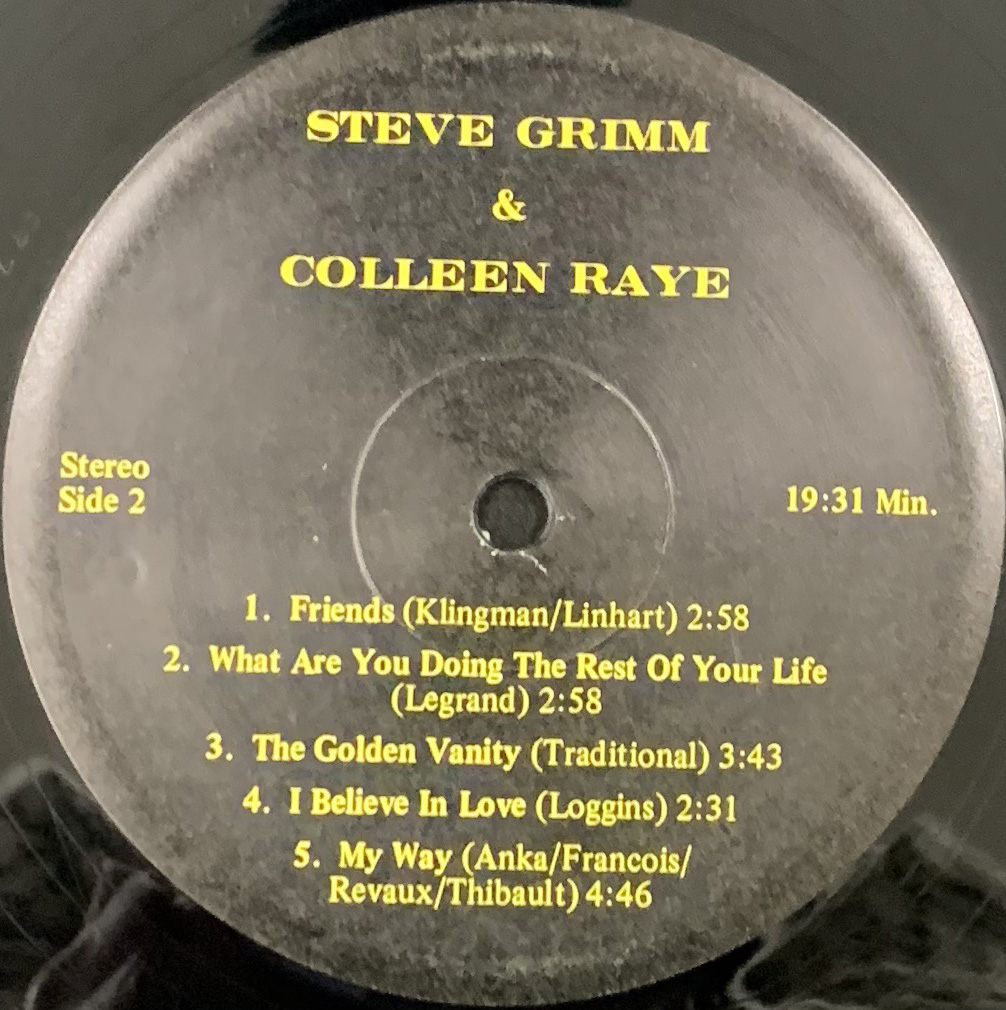 STEVE GRIMM
&
COLLEEN RAYE
Stereo
Side 2
19:31 Min.
1. Friends (Klingman/Linhart) 2:58
2. What Are You Doing The Rest Of Your Life
(Legrand) 2:58
3. The Golden Vanity (Traditional) 3:43
4. I Believe In Love (Loggins) 2:31
5. My Way (Anka/Francois/
Revaux/Thibault) 4:46